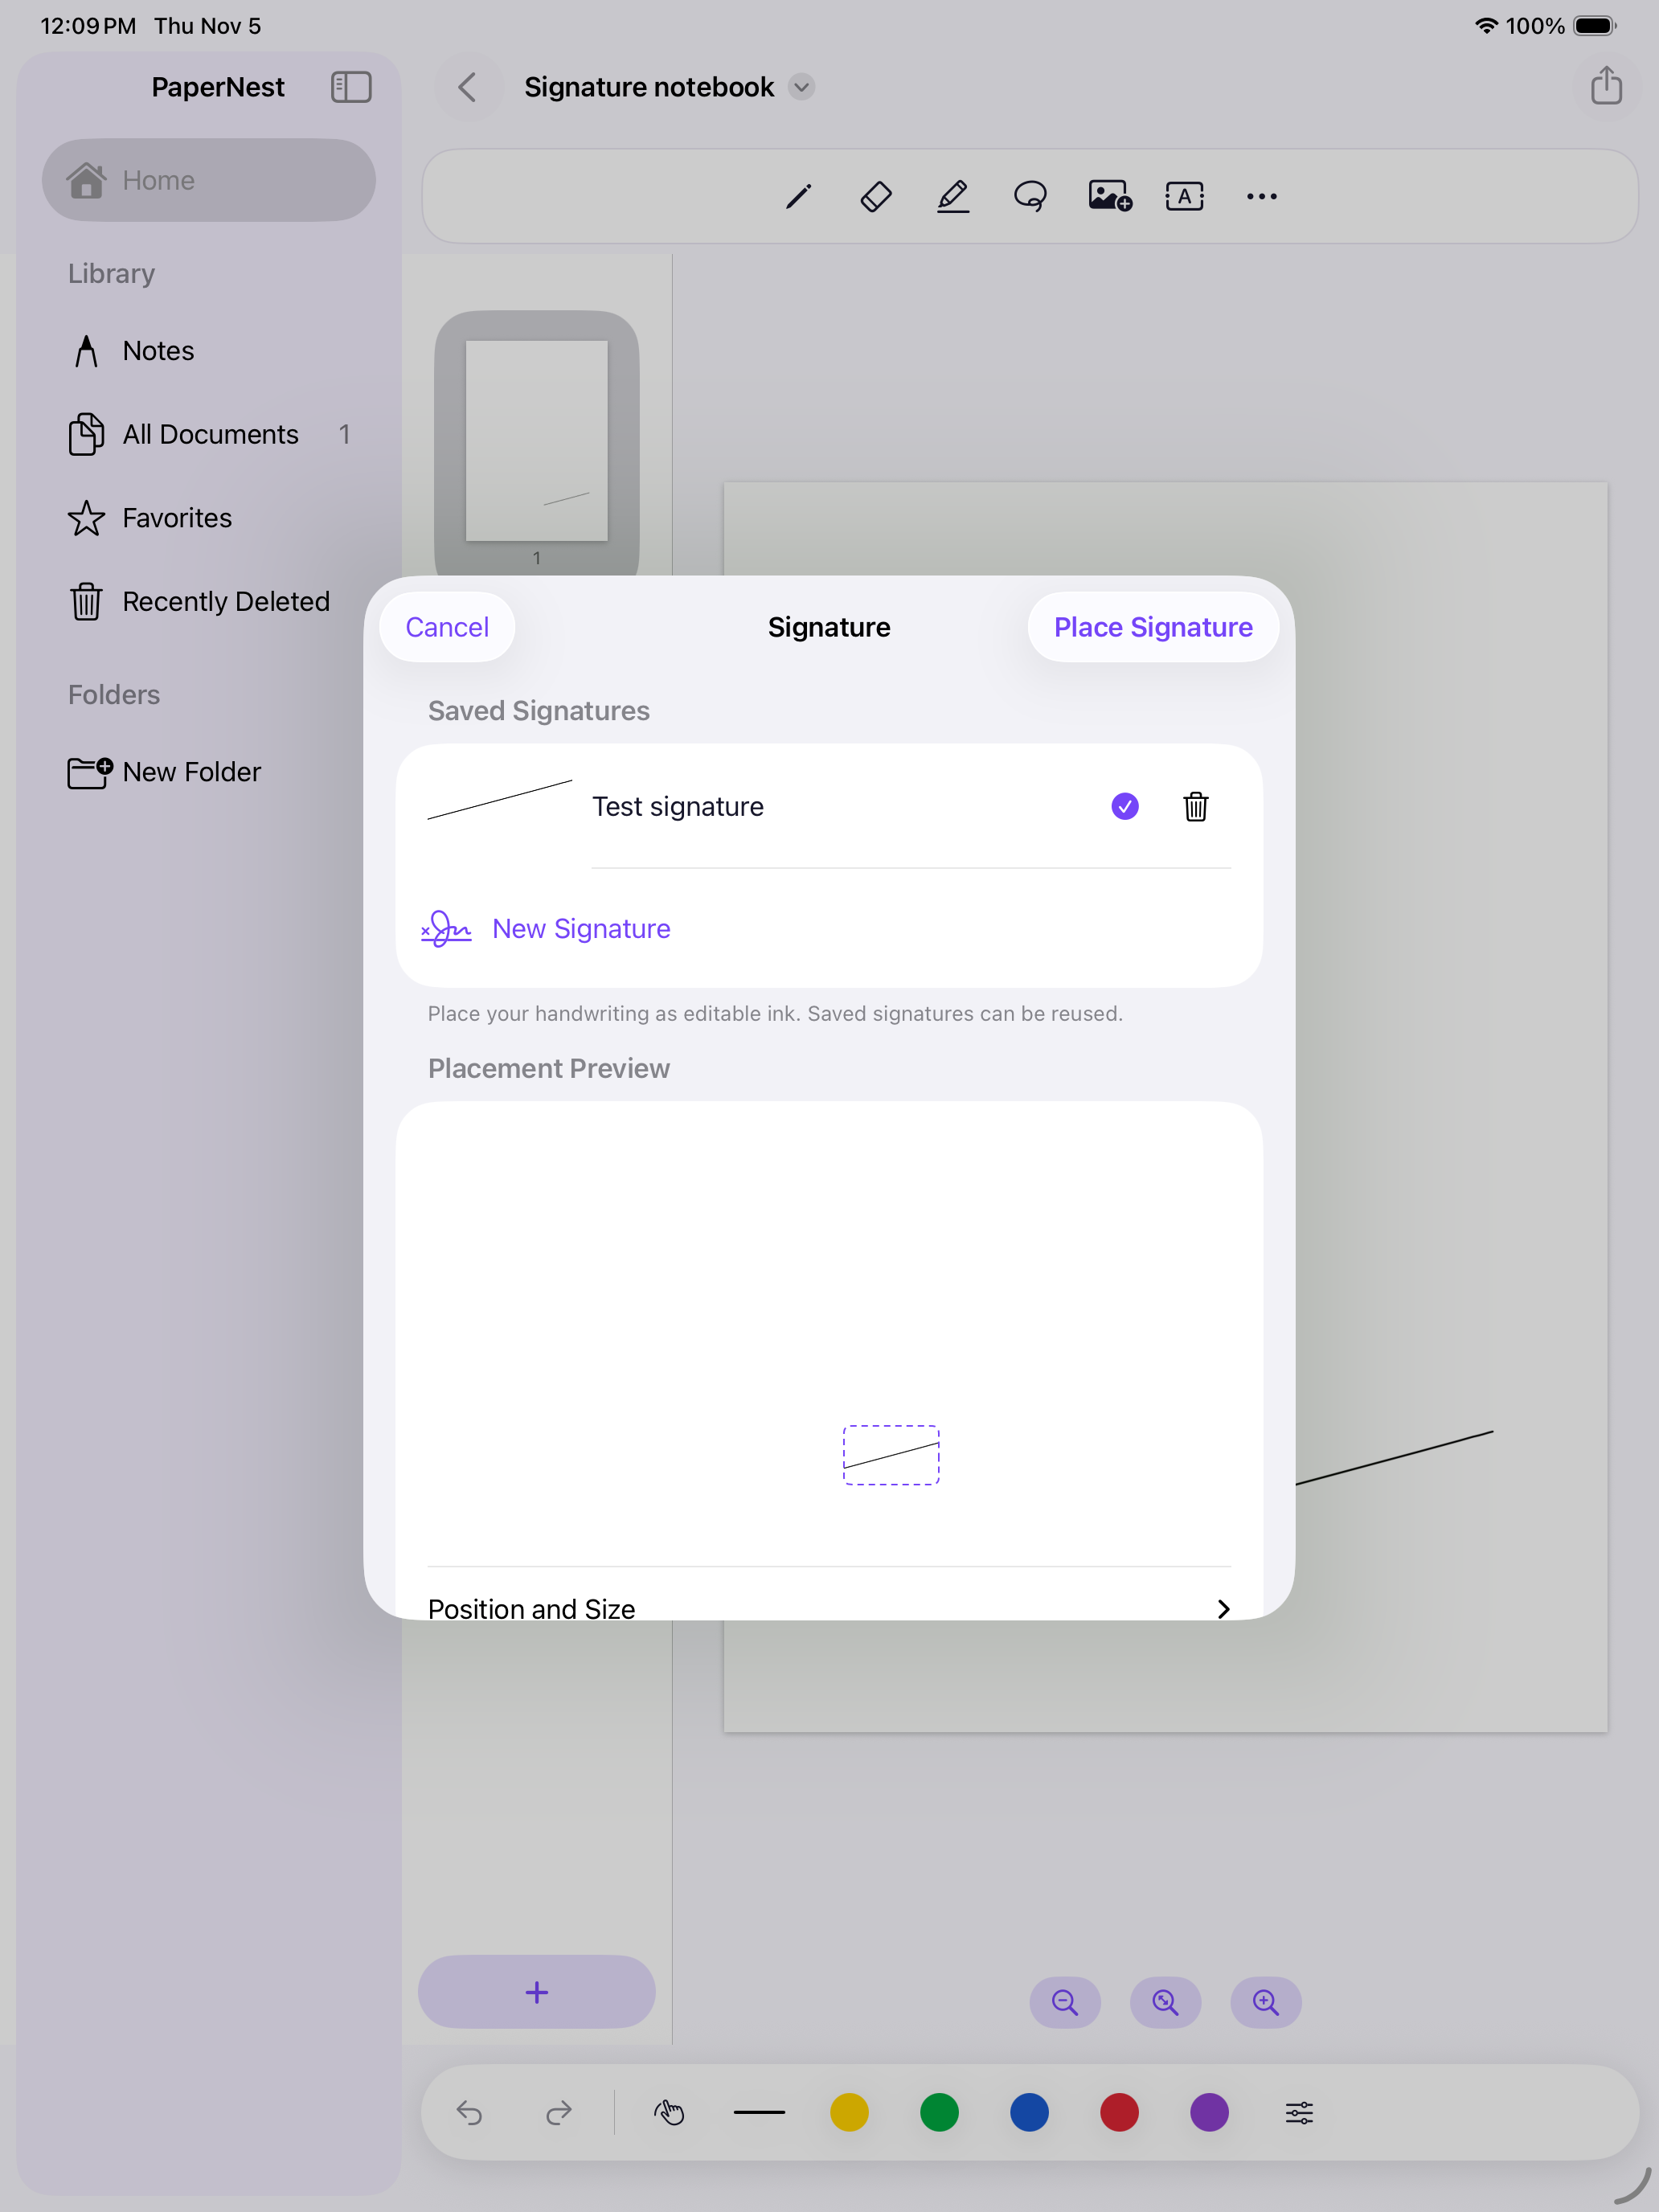 12:09 PM Thu Nov 5
100%
PaperNest
Home
Library
Notes
All Documents 1
Favorites
Recently Deleted
Folders
New Folder
Signature notebook
A
1
Cancel
Signature
Place Signature
Saved Signatures
Test signature
New Signature
Place your handwriting as editable ink. Saved signatures can be reused.
Placement Preview
Position and Size